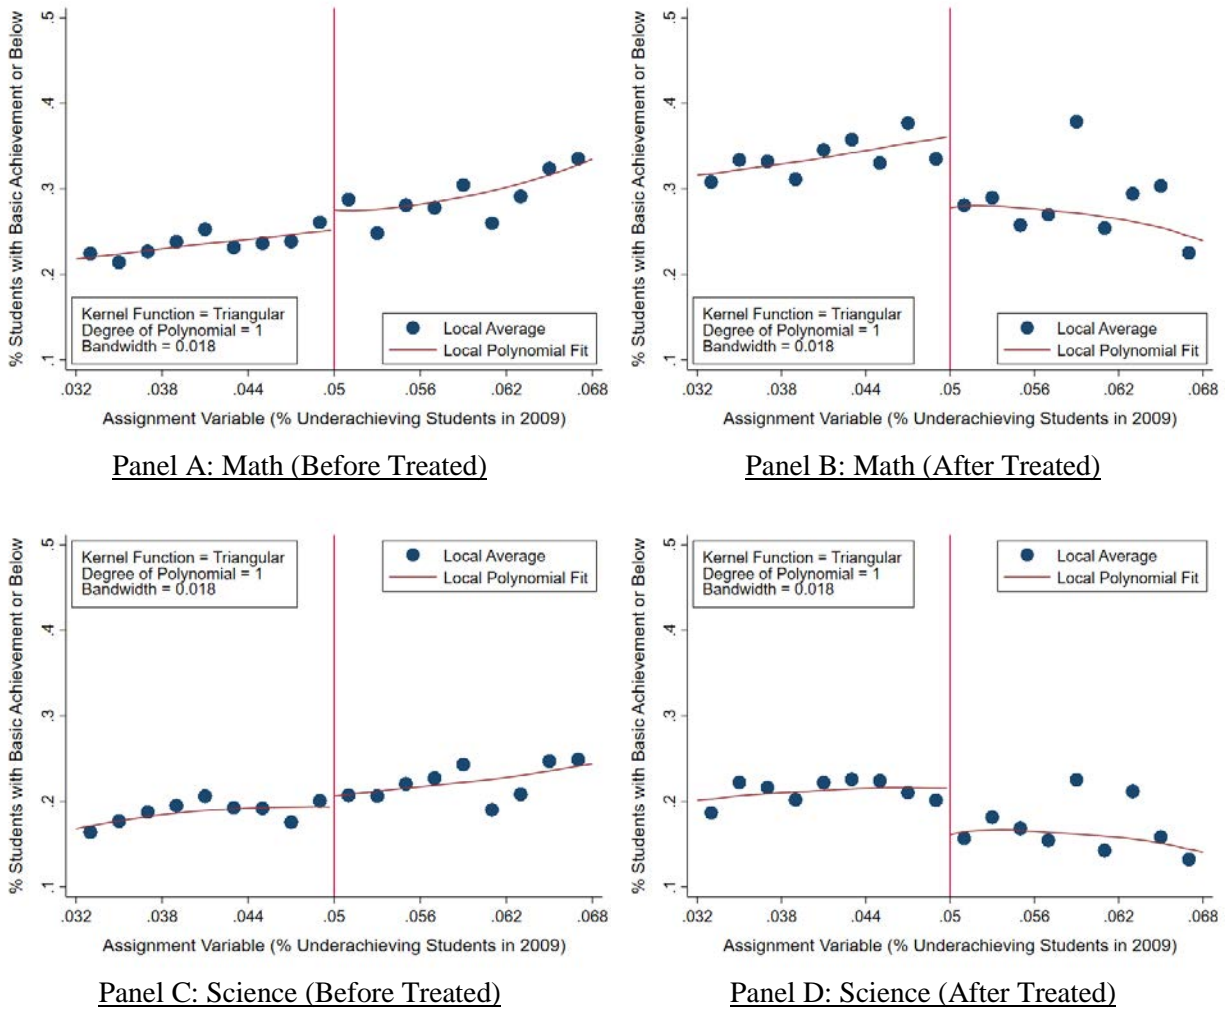 % Students with Basic Achievement or Below
.5
.4
.3
.2
.1
Kernel Function = Triangular
Degree of Polynomial = 1
Bandwidth = 0.018
Local Average
Local Polynomial Fit
.032 .038 .044 .05 .056 .062 .068
Assignment Variable (% Underachieving Students in 2009)
Panel A: Math (Before Treated)
% Students with Basic Achievement or Below
.5
.4
.3
.2
.1
Kernel Function = Triangular
Degree of Polynomial = 1
Bandwidth = 0.018
Local Average
Local Polynomial Fit
.032 .038 .044 .05 .056 .062 .068
Assignment Variable (% Underachieving Students in 2009)
Panel B: Math (After Treated)
% Students with Basic Achievement or Below
.5
.4
.3
.2
.1
Kernel Function = Triangular
Degree of Polynomial = 1
Bandwidth = 0.018
Local Average
Local Polynomial Fit
.032 .038 .044 .05 .056 .062 .068
Assignment Variable (% Underachieving Students in 2009)
Panel C: Science (Before Treated)
% Students with Basic Achievement or Below
.5
.4
.3
.2
.1
Kernel Function = Triangular
Degree of Polynomial = 1
Bandwidth = 0.018
Local Average
Local Polynomial Fit
.032 .038 .044 .05 .056 .062 .068
Assignment Variable (% Underachieving Students in 2009)
Panel D: Science (After Treated)